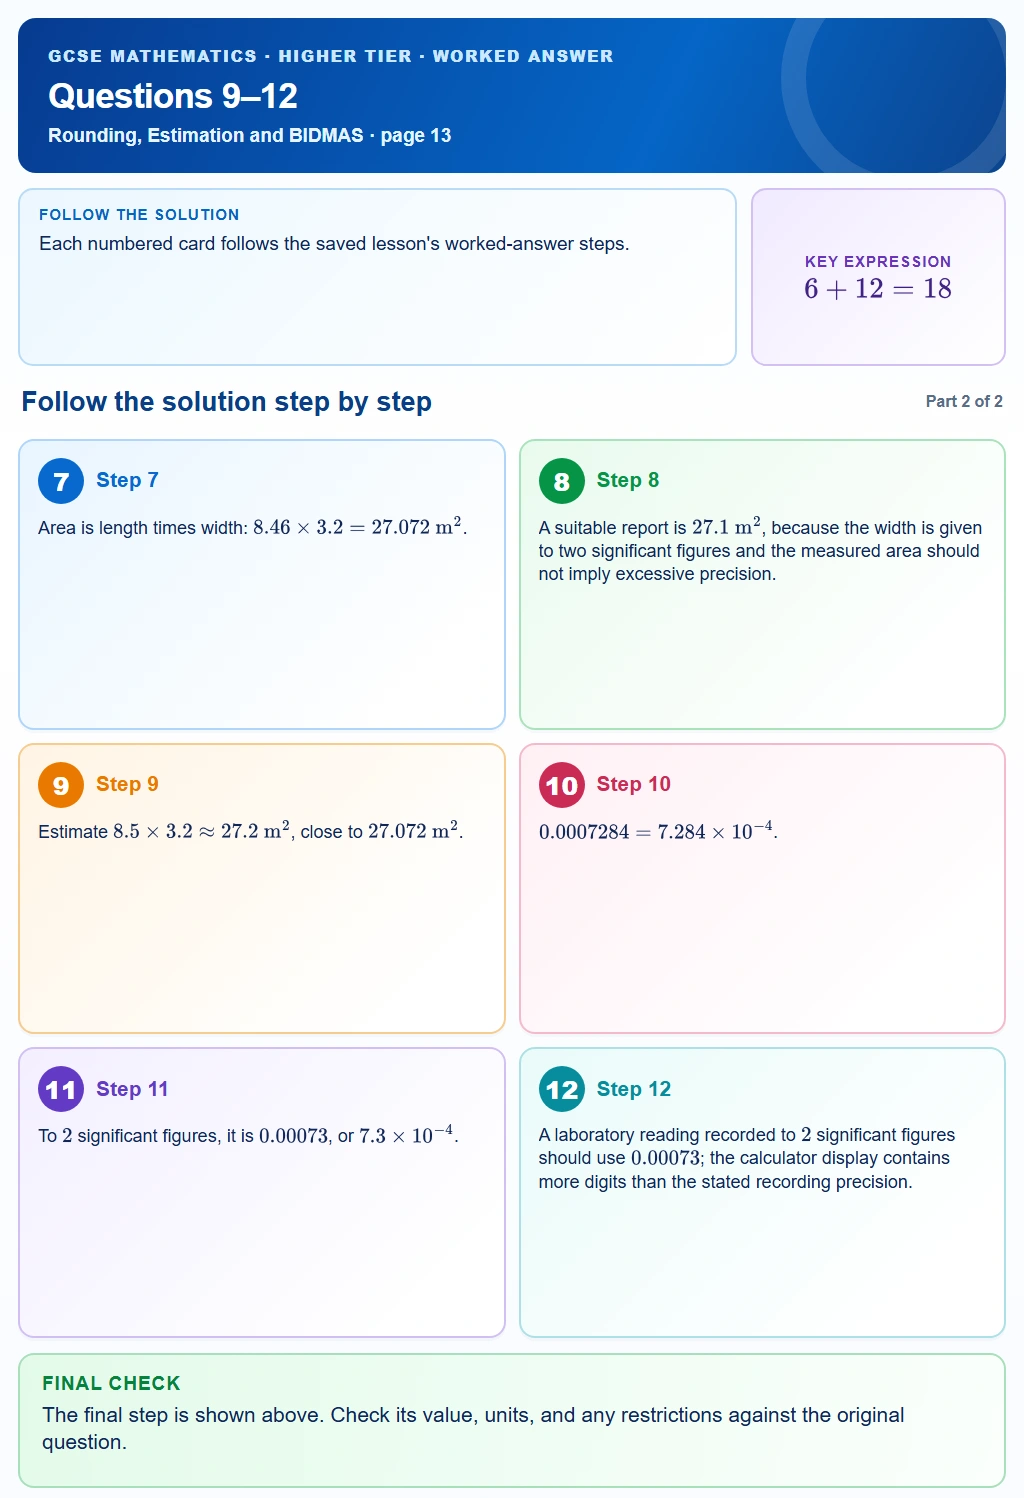 GCSE MATHEMATICS · HIGHER TIER · WORKED ANSWER
Questions 9–12
Rounding, Estimation and BIDMAS · page 13
FOLLOW THE SOLUTION
Each numbered card follows the saved lesson's worked-answer steps.
KEY EXPRESSION
6 + 12 = 18
Follow the solution step by step
Part 2 of 2
7 Step 7
Area is length times width: 8.46 × 3.2 = 27.072 m².
8 Step 8
A suitable report is 27.1 m², because the width is given
to two significant figures and the measured area should
not imply excessive precision.
9 Step 9
Estimate 8.5 × 3.2 ≈ 27.2 m², close to 27.072 m².
10 Step 10
0.0007284 = 7.284 × 10⁻⁴.
11 Step 11
To 2 significant figures, it is 0.00073, or 7.3 × 10⁻⁴.
12 Step 12
A laboratory reading recorded to 2 significant figures
should use 0.00073; the calculator display contains
more digits than the stated recording precision.
FINAL CHECK
The final step is shown above. Check its value, units, and any restrictions against the original
question.